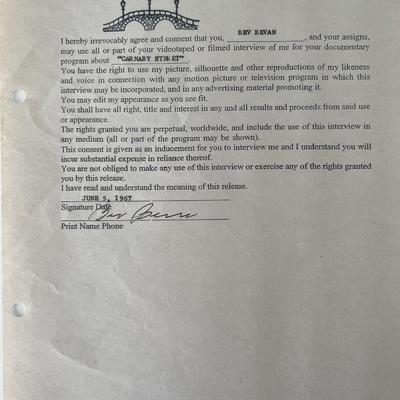 BEV BEVAN
I hereby irrevocably agree and consent that you, ____________, and your assigns,
may use all or part of your videotaped or filmed interview of me for your documentary
program about "CARNABY STREET".
You have the right to use my picture, silhouette and other reproductions of my likeness
and voice in connection with any motion picture or television program in which this
interview may be incorporated, and in any advertising material promoting it.
You may edit my appearance as you see fit.
You shall have all right, title and interest in any and all results and proceeds from said use
or appearance.
The rights granted you are perpetual, worldwide, and include the use of this interview in
any medium (all or part of the program may be shown).
This consent is given as an inducement for you to interview me and I understand you will
incur substantial expense in reliance thereof.
You are not obliged to make any use of this interview or exercise any of the rights granted
you by this release.
I have read and understand the meaning of this release.
JUNE 5, 1967
Signature Date
Bev Bevan
Print Name Phone